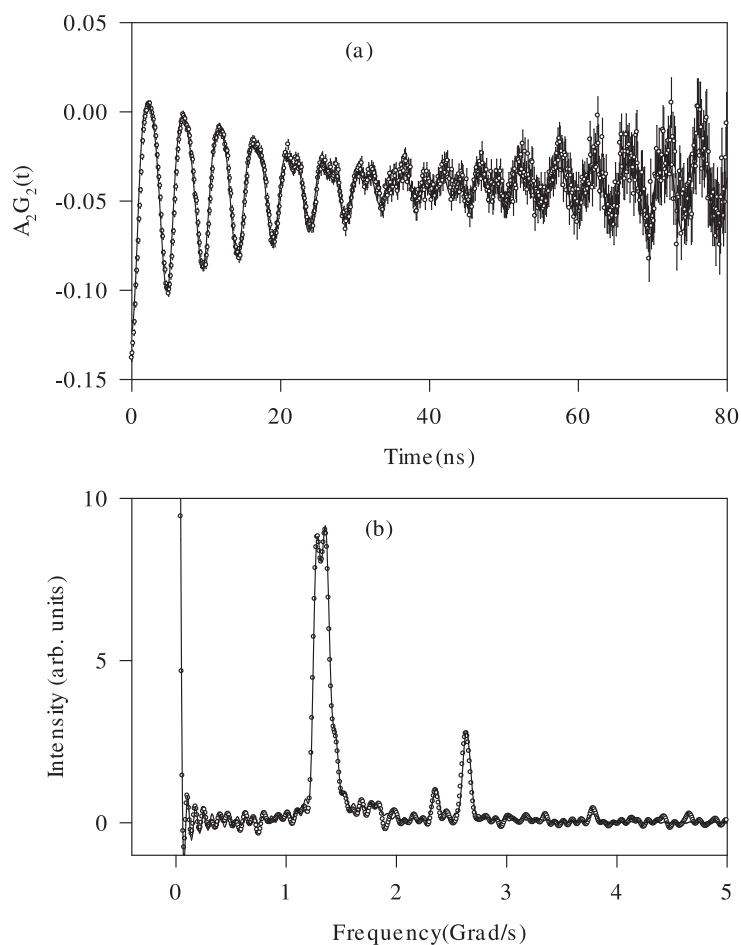 0.05
(a)
0.00
-0.05
-0.10
-0.15
A2G2(t)
0 20 40 60 80
Time(ns)
10
(b)
5
0
Intensity (arb. units)
0 1 2 3 4 5
Frequency(Grad/s)